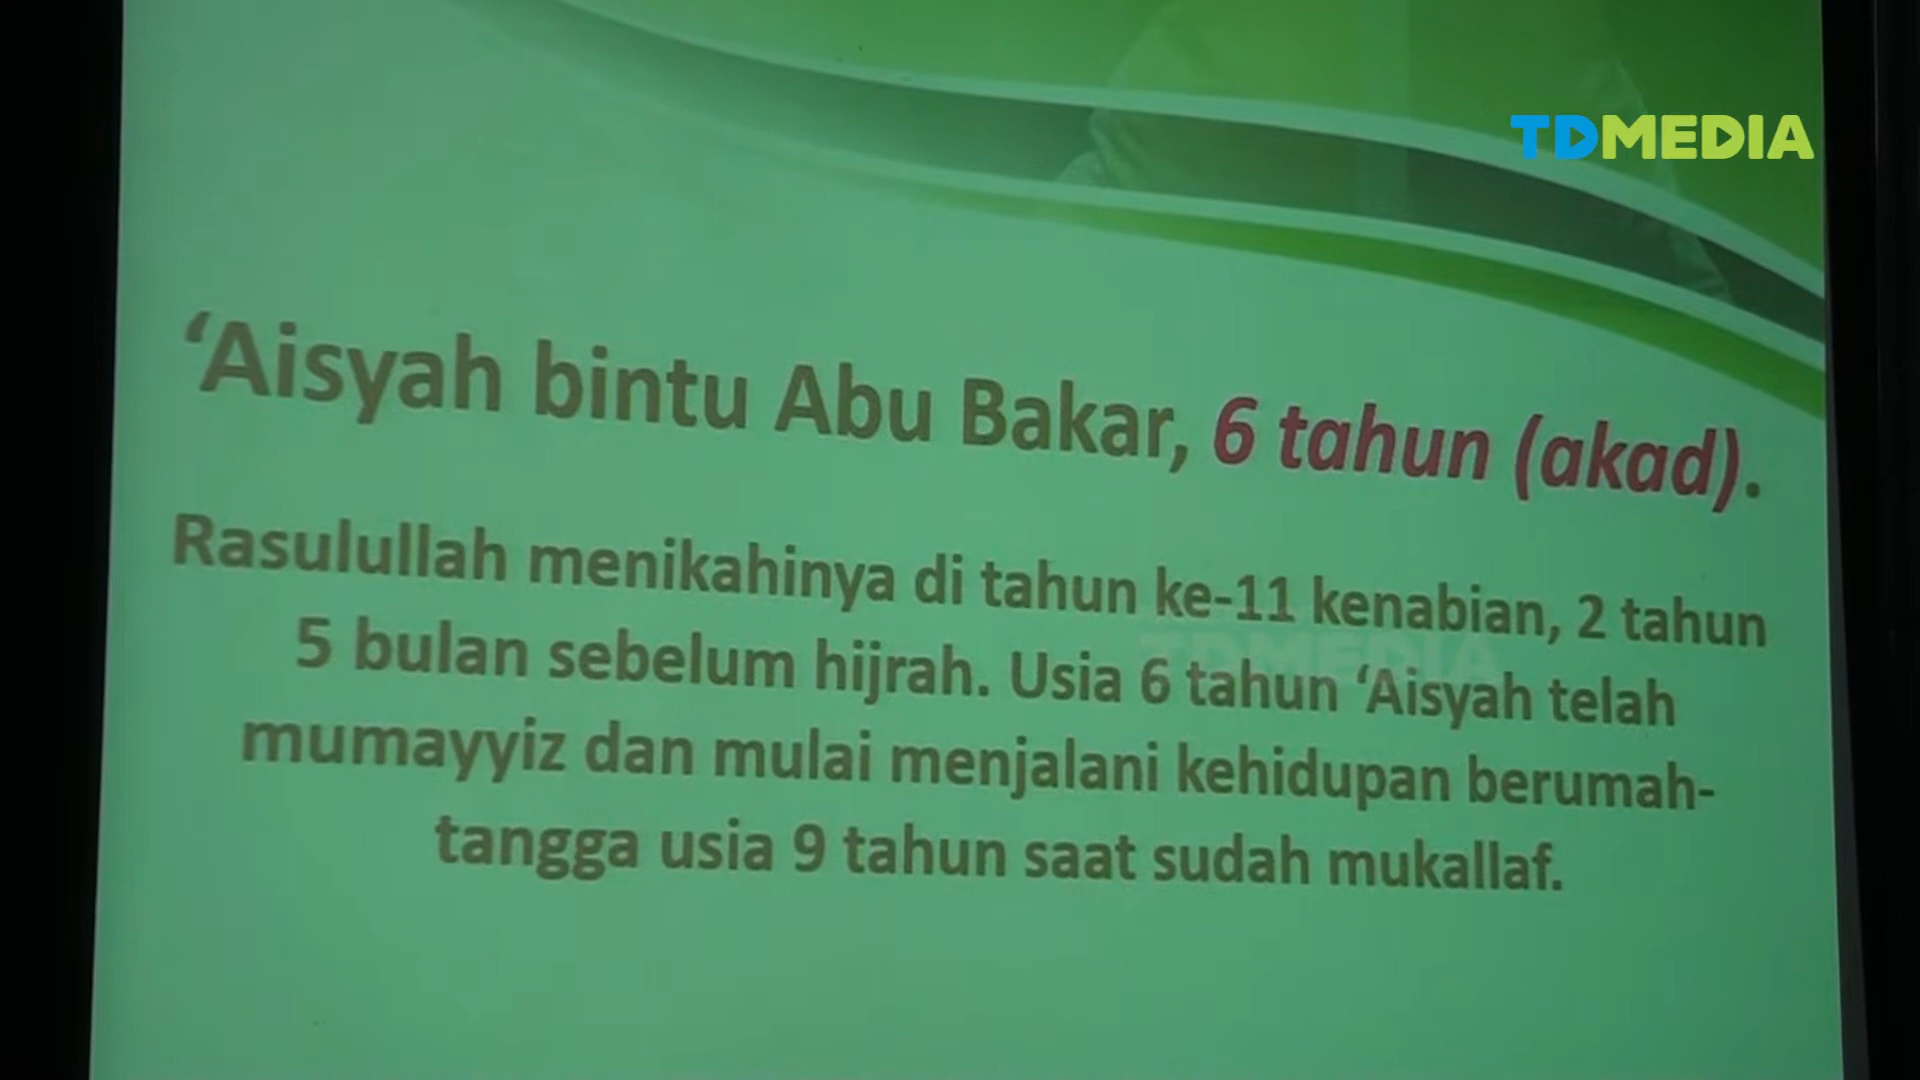 TDMEDIA
‘Aisyah bintu Abu Bakar, 6 tahun (akad).
Rasulullah menikahinya di tahun ke-11 kenabian, 2 tahun
5 bulan sebelum hijrah. Usia 6 tahun ‘Aisyah telah
mumayyiz dan mulai menjalani kehidupan berumah-
tangga usia 9 tahun saat sudah mukallaf.
TDMEDIA